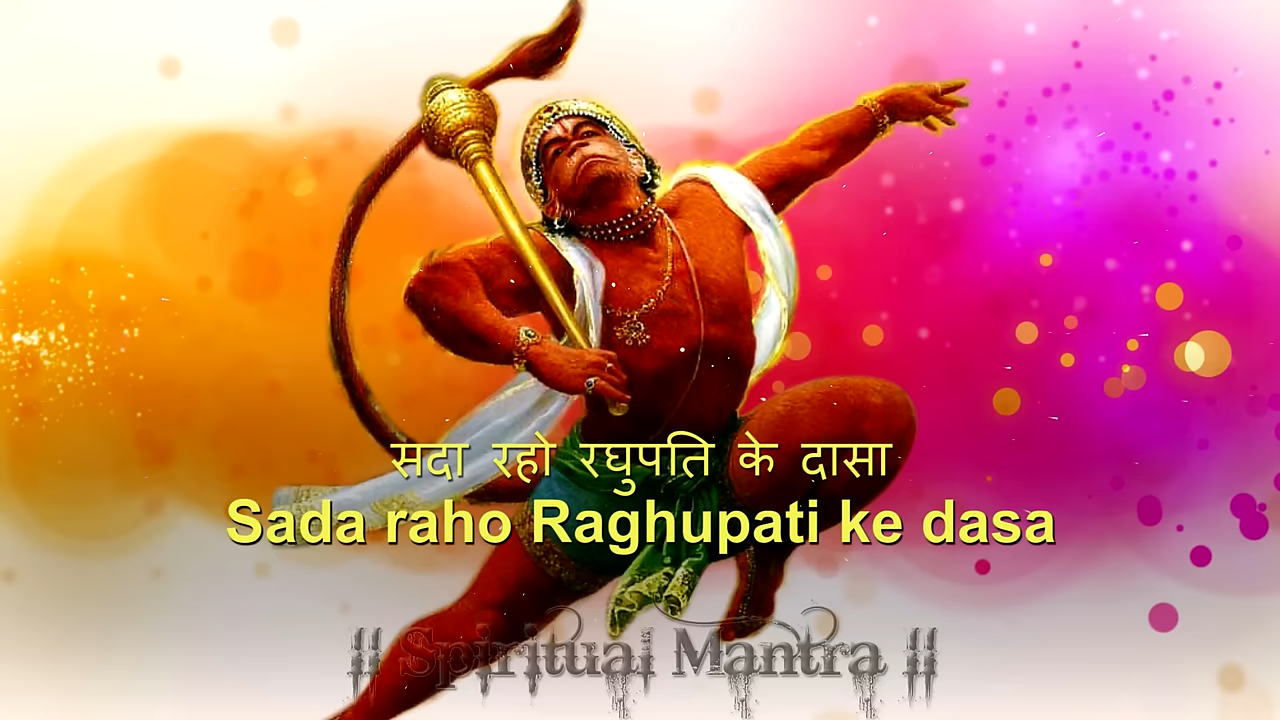 सदा रहो रघुपति के दासा
Sada raho Raghupati ke dasa
|| Spiritual Mantra ||